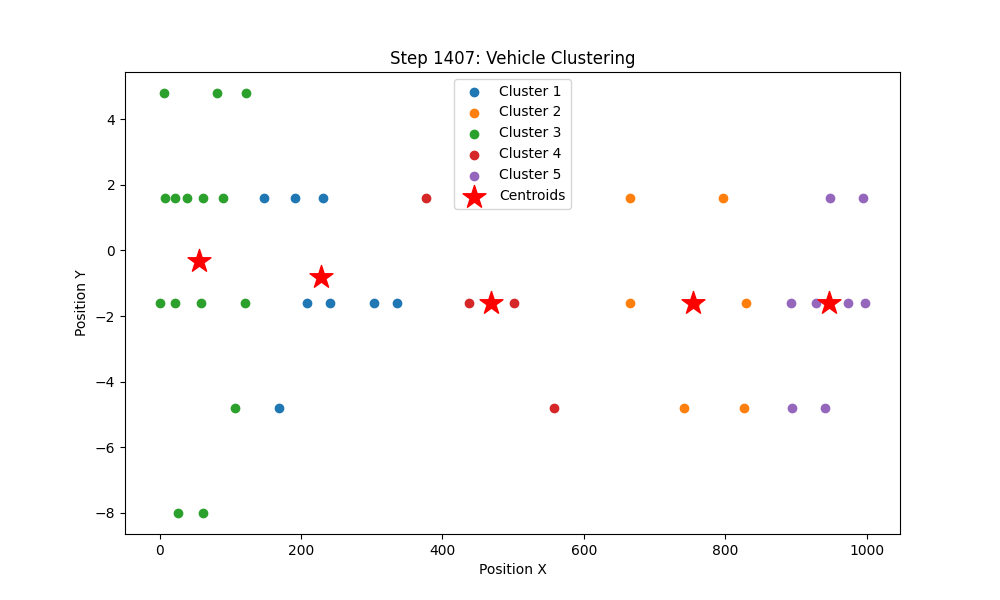 Step 1407: Vehicle Clustering
Cluster 1
Cluster 2
Cluster 3
Cluster 4
Cluster 5
Centroids
4
2
0
−2
−4
−6
−8
Position Y
0 200 400 600 800 1000
Position X